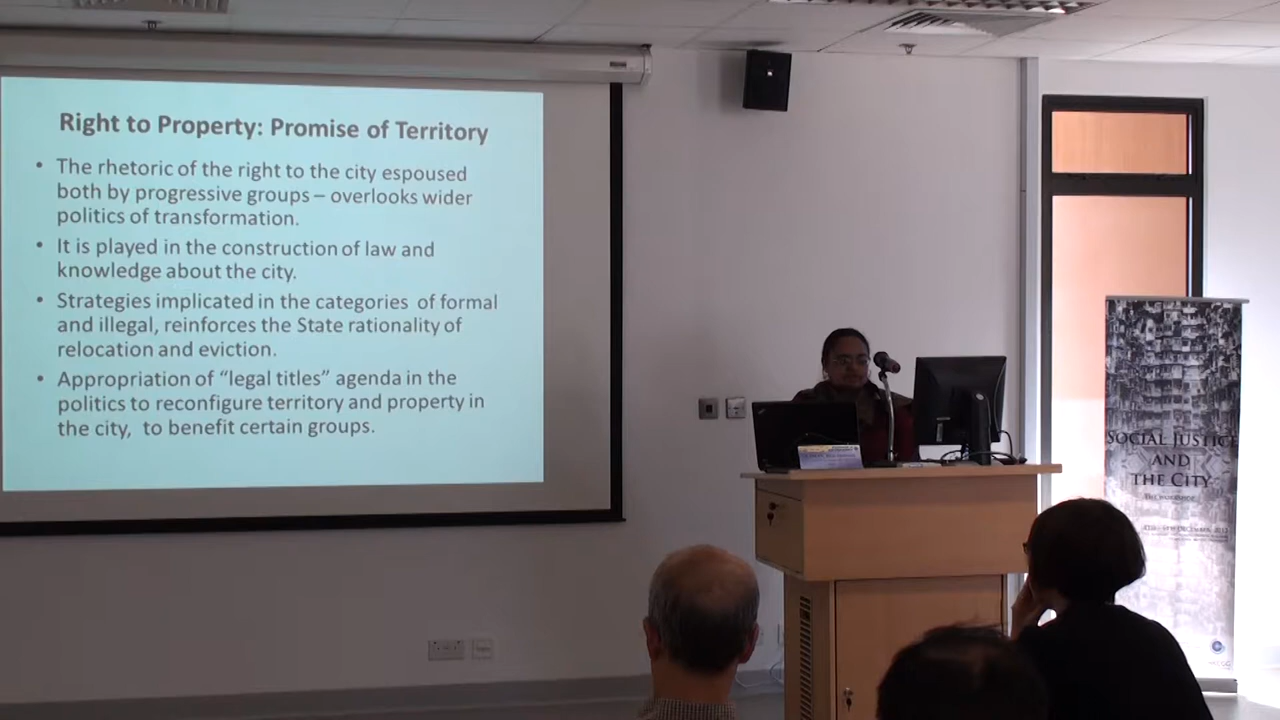 Right to Property: Promise of Territory
• The rhetoric of the right to the city espoused
both by progressive groups – overlooks wider
politics of transformation.
• It is played in the construction of law and
knowledge about the city.
• Strategies implicated in the categories of formal
and illegal, reinforces the State rationality of
relocation and eviction.
• Appropriation of “legal titles” agenda in the
politics to reconfigure territory and property in
the city, to benefit certain groups.
SOCIAL JUSTICE
AND
THE CITY